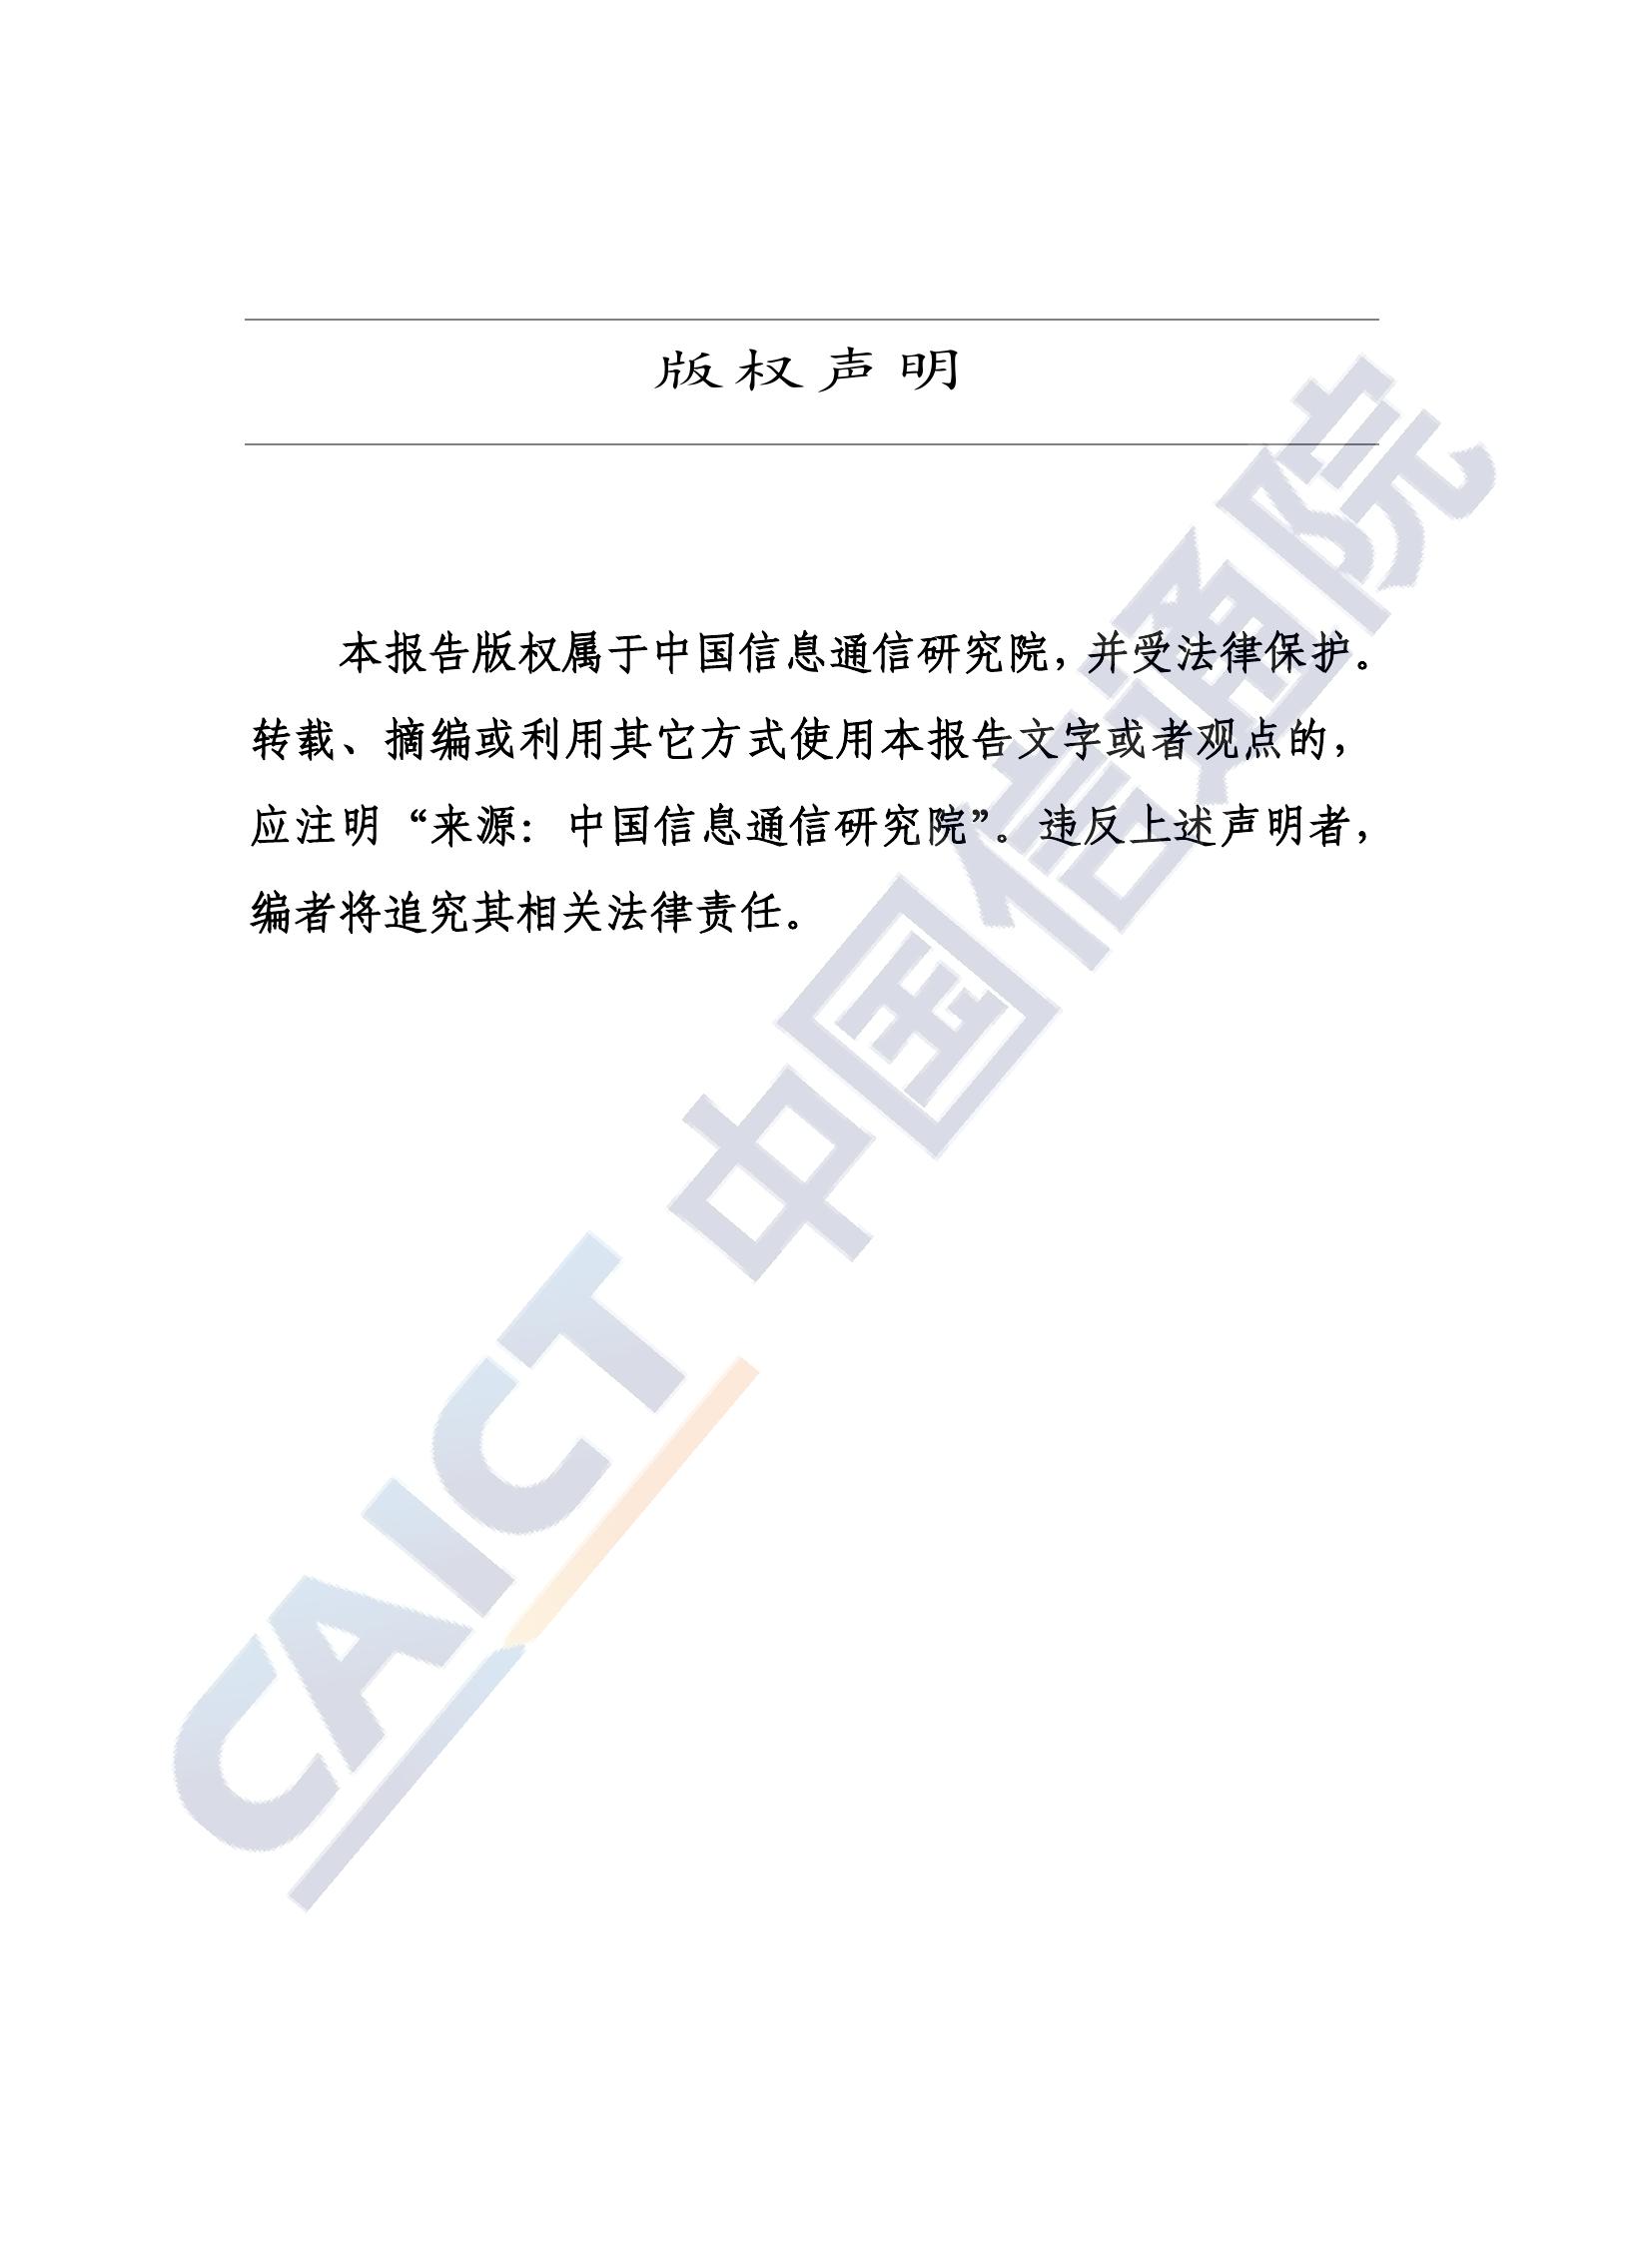 版权声明
本报告版权属于中国信息通信研究院，并受法律保护。
转载、摘编或利用其它方式使用本报告文字或者观点的，
应注明“来源：中国信息通信研究院”。违反上述声明者，
编者将追究其相关法律责任。
CAICT 中国信通院